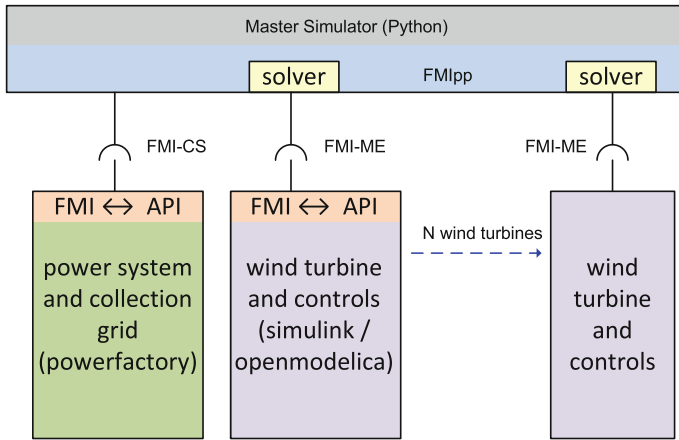 Master Simulator (Python)
solver
FMIpp
solver
FMI-CS
FMI-ME
FMI-ME
FMI ↔ API
FMI ↔ API
N wind turbines
power system
and collection
grid
(powerfactory)
wind turbine
and controls
(simulink /
openmodelica)
wind
turbine
and
controls